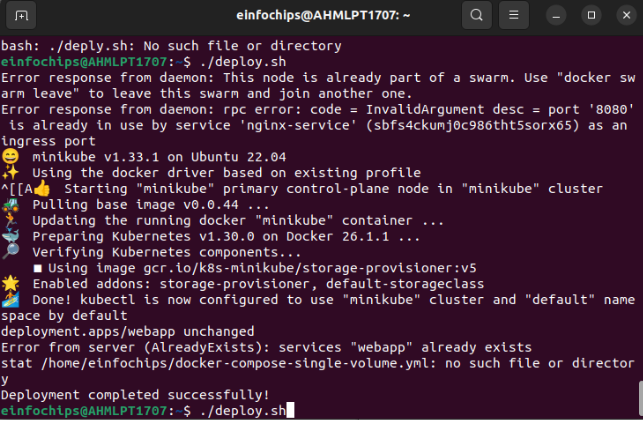 einfochips@AHMLPT1707: ~
bash: ./deply.sh: No such file or directory
einfochips@AHMLPT1707:~$ ./deploy.sh
Error response from daemon: This node is already part of a swarm. Use "docker sw
arm leave" to leave this swarm and join another one.
Error response from daemon: rpc error: code = InvalidArgument desc = port '8080'
 is already in use by service 'nginx-service' (sbfs4ckumj0c986tht5sorx65) as an
ingress port
😄  minikube v1.33.1 on Ubuntu 22.04
✨  Using the docker driver based on existing profile
^[[A👍  Starting "minikube" primary control-plane node in "minikube" cluster
🚜  Pulling base image v0.0.44 ...
🏃  Updating the running docker "minikube" container ...
🐳  Preparing Kubernetes v1.30.0 on Docker 26.1.1 ...
🔎  Verifying Kubernetes components...
    ▪ Using image gcr.io/k8s-minikube/storage-provisioner:v5
🌟  Enabled addons: storage-provisioner, default-storageclass
🏄  Done! kubectl is now configured to use "minikube" cluster and "default" name
space by default
deployment.apps/webapp unchanged
Error from server (AlreadyExists): services "webapp" already exists
stat /home/einfochips/docker-compose-single-volume.yml: no such file or director
y
Deployment completed successfully!
einfochips@AHMLPT1707:~$ ./deploy.sh